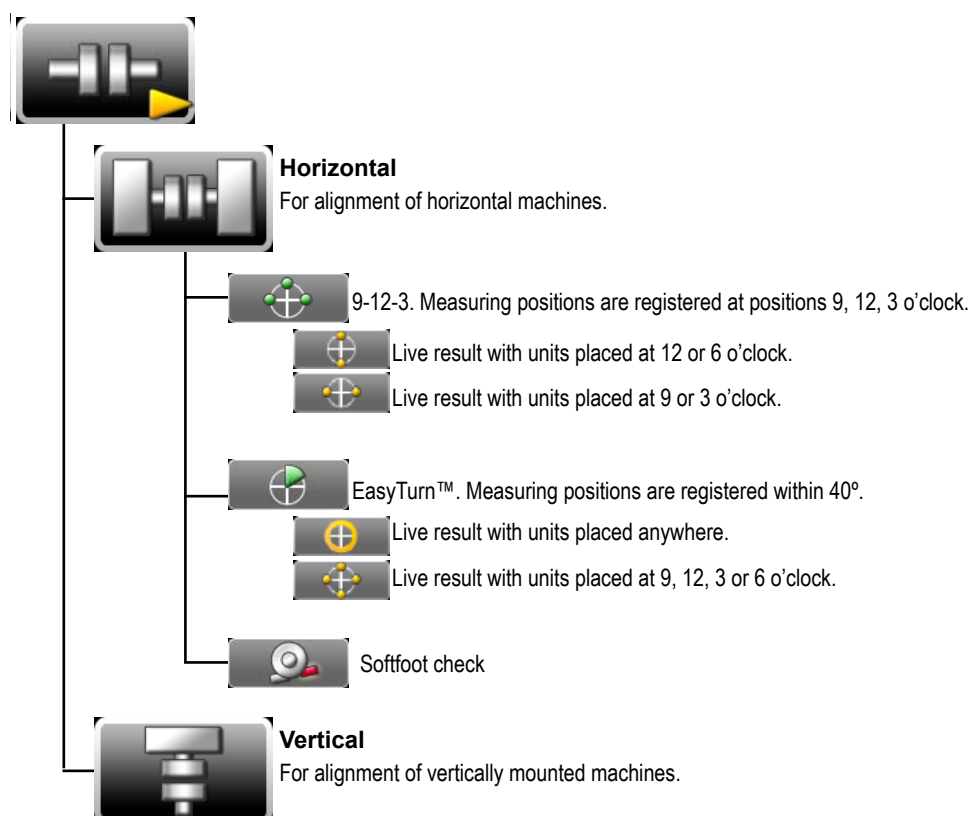 Horizontal
For alignment of horizontal machines.
9-12-3. Measuring positions are registered at positions 9, 12, 3 o’clock.
Live result with units placed at 12 or 6 o’clock.
Live result with units placed at 9 or 3 o’clock.
EasyTurn™. Measuring positions are registered within 40º.
Live result with units placed anywhere.
Live result with units placed at 9, 12, 3 or 6 o’clock.
Softfoot check
Vertical
For alignment of vertically mounted machines.